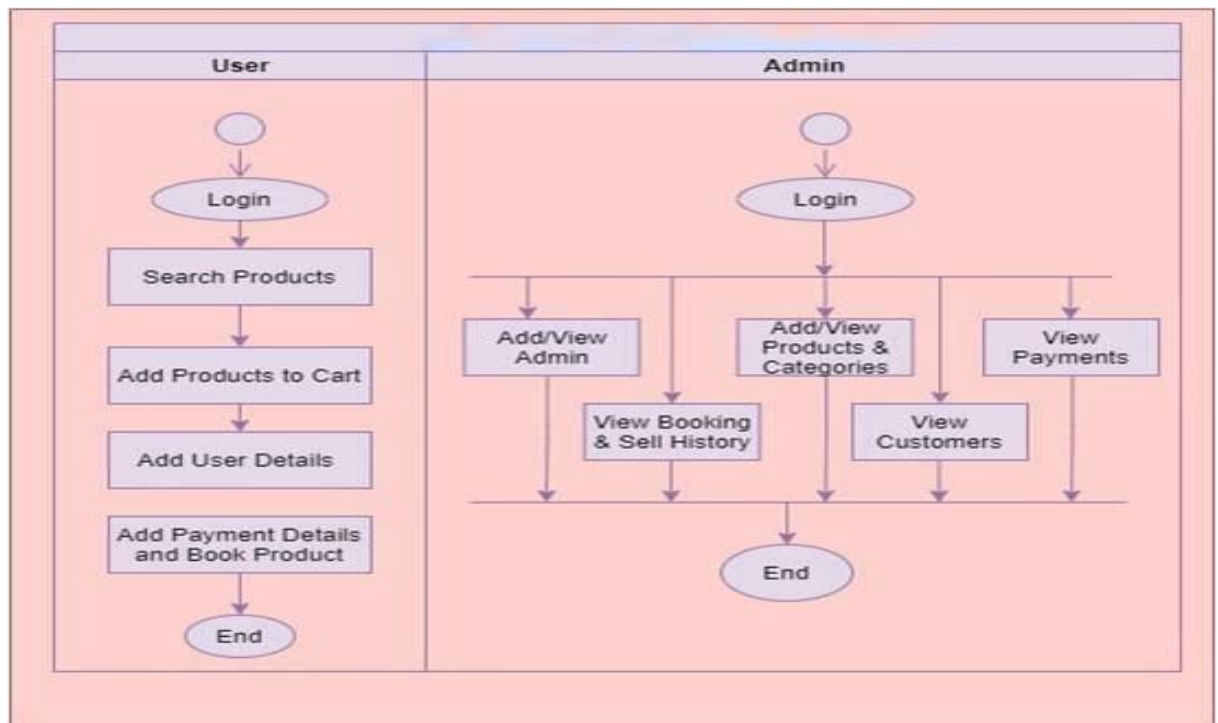 User
Admin
Login
Search Products
Add Products to Cart
Add User Details
Add Payment Details
and Book Product
End
Login
Add/View
Admin
View Booking
& Sell History
Add/View
Products &
Categories
View
Customers
View
Payments
End